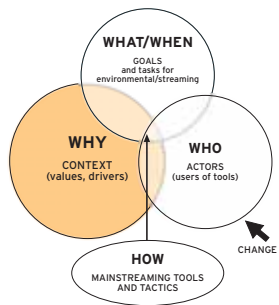 WHAT/WHEN
GOALS
and tasks for
environmental/streaming
WHY
CONTEXT
(values, drivers)
WHO
ACTORS
(users of tools)
CHANGE
HOW
MAINSTREAMING TOOLS
AND TACTICS